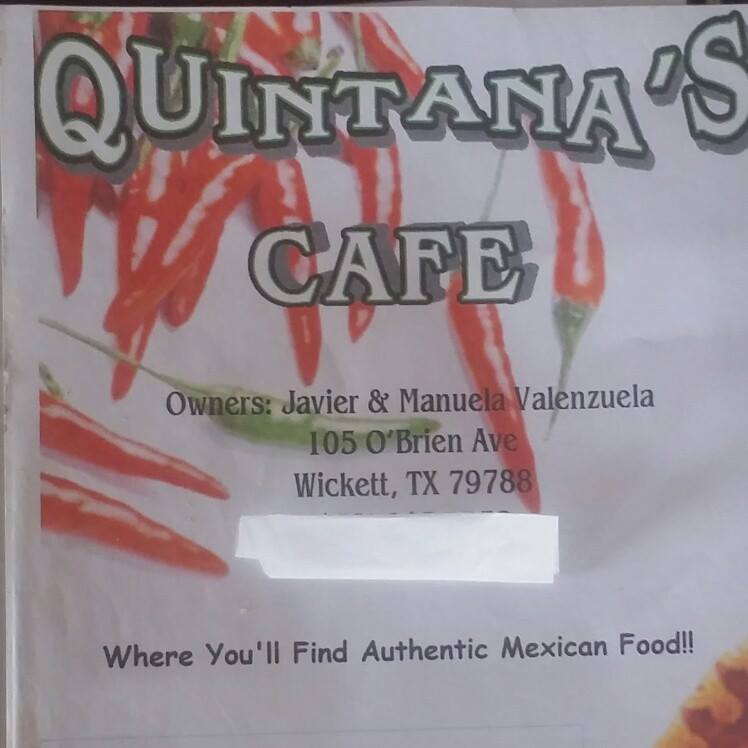 QUINTANA'S
CAFE
Owners: Javier & Manuela Valenzuela
105 O'Brien Ave
Wickett, TX 79788
Where You'll Find Authentic Mexican Food!!